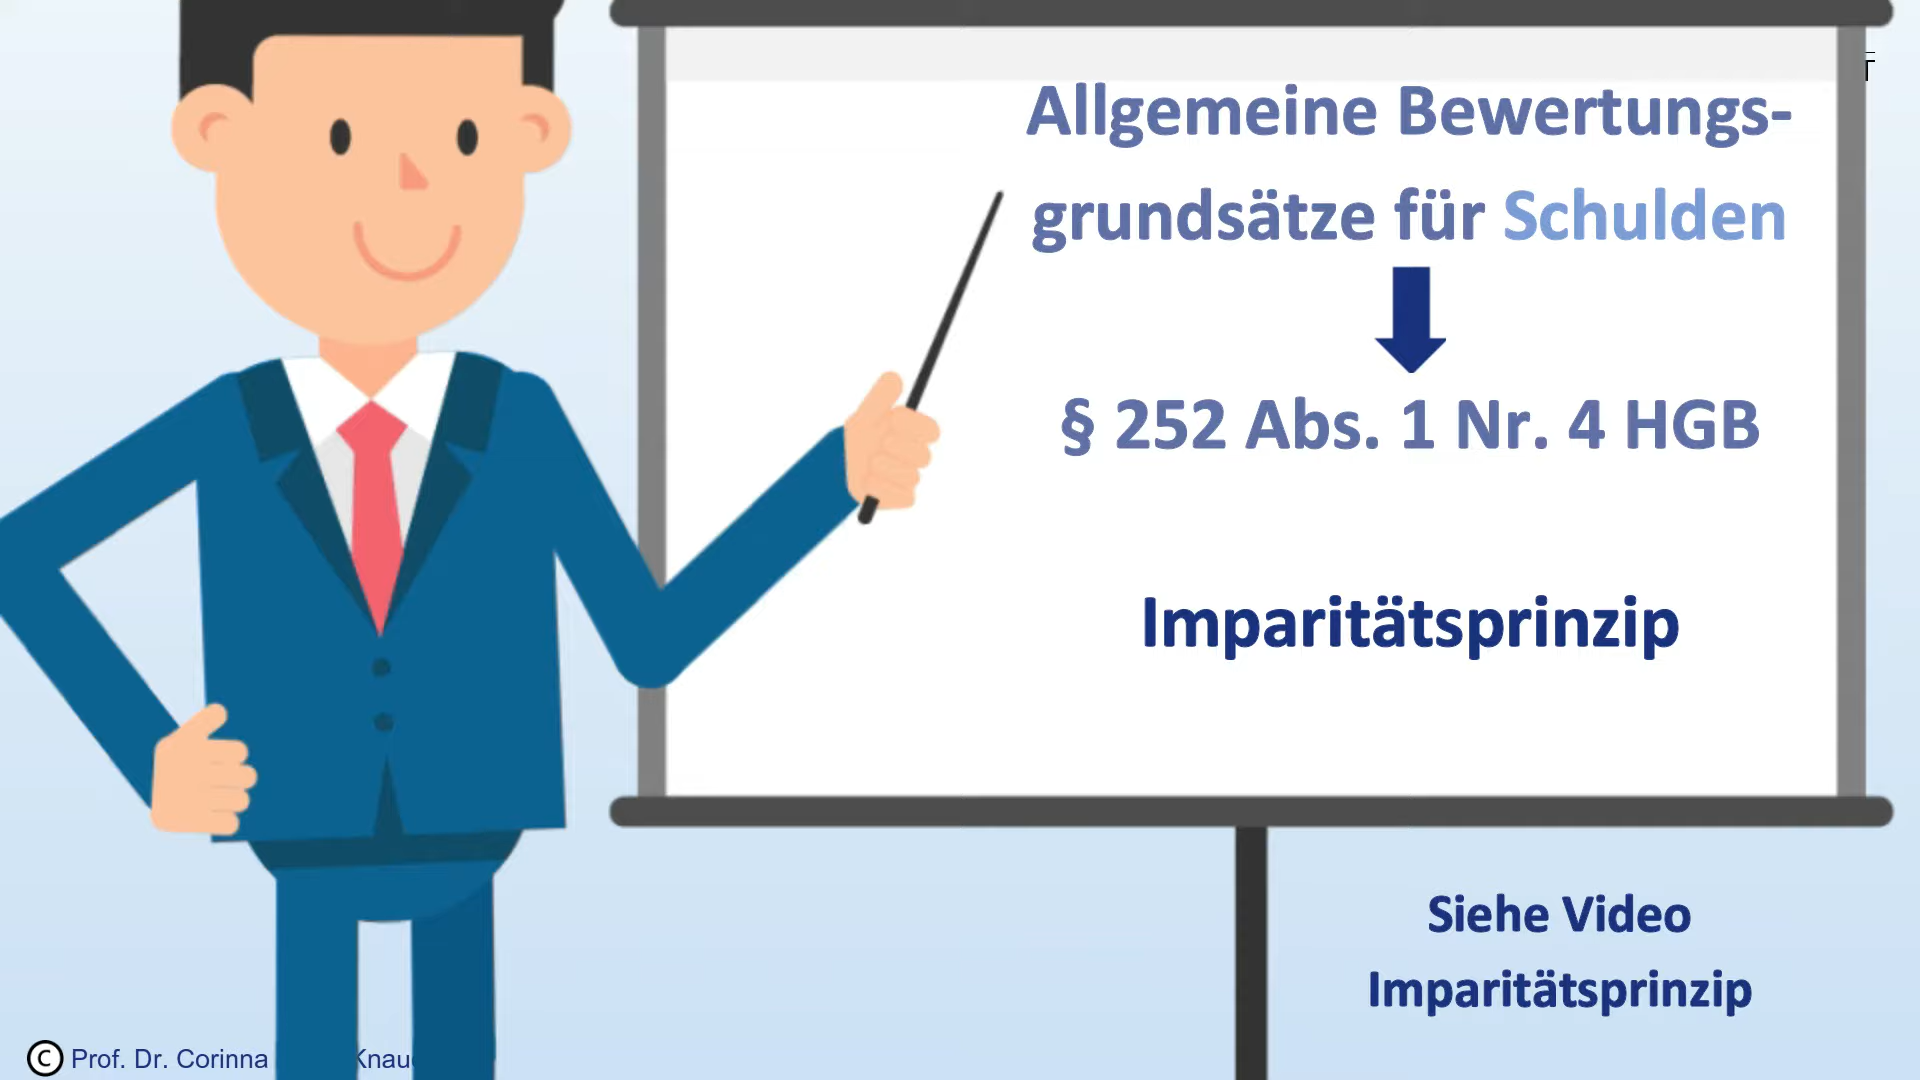 Allgemeine Bewertungs-
grundsätze für Schulden
§ 252 Abs. 1 Nr. 4 HGB
Imparitätsprinzip
Siehe Video
Imparitätsprinzip
© Prof. Dr. Corinna